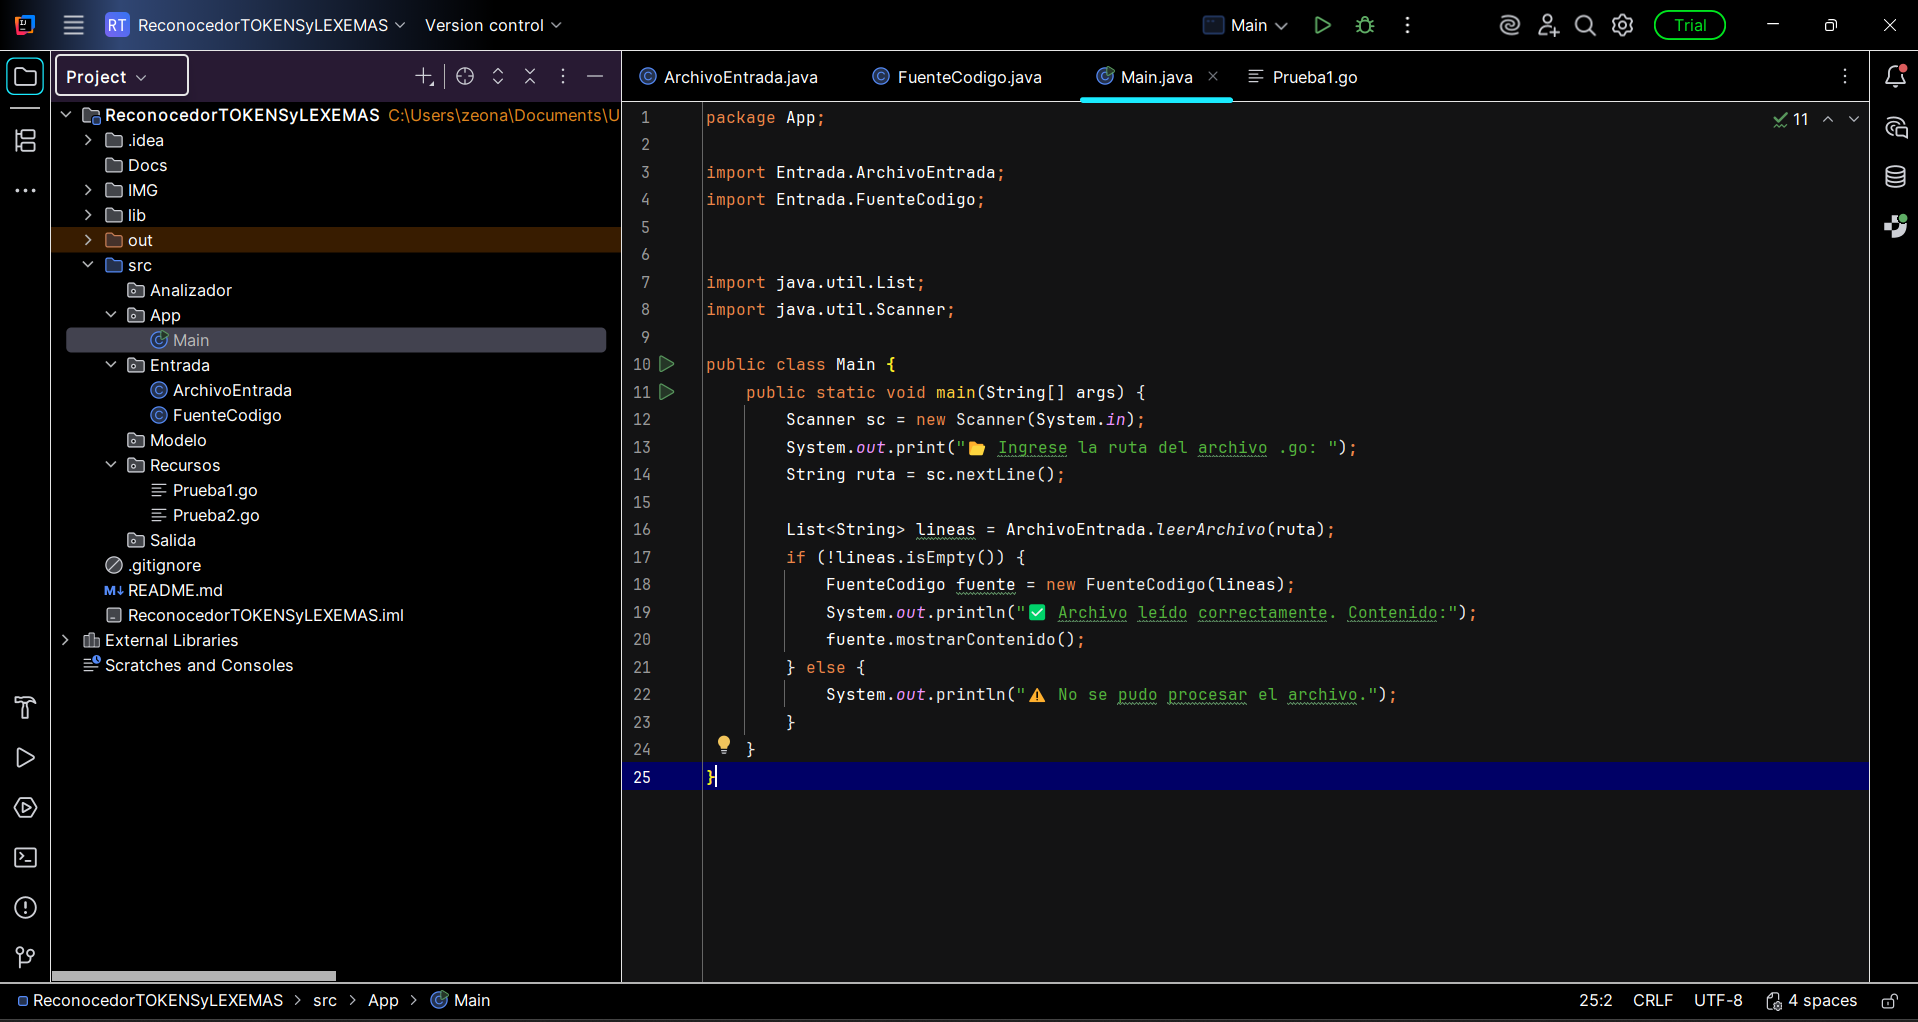 RT ReconocedorTOKENSyLEXEMAS Version control Main Trial
Project
ReconocedorTOKENSyLEXEMAS C:\Users\zeona\Documents\U
.idea
Docs
IMG
lib
out
src
Analizador
App
Main
Entrada
ArchivoEntrada
FuenteCodigo
Modelo
Recursos
Prueba1.go
Prueba2.go
Salida
.gitignore
M↓ README.md
ReconocedorTOKENSyLEXEMAS.iml
External Libraries
Scratches and Consoles
ArchivoEntrada.java FuenteCodigo.java Main.java Prueba1.go
11
1 package App;
2
3 import Entrada.ArchivoEntrada;
4 import Entrada.FuenteCodigo;
5
6
7 import java.util.List;
8 import java.util.Scanner;
9
10 public class Main {
11 public static void main(String[] args) {
12 Scanner sc = new Scanner(System.in);
13 System.out.print("📂 Ingrese la ruta del archivo .go: ");
14 String ruta = sc.nextLine();
15
16 List<String> lineas = ArchivoEntrada.leerArchivo(ruta);
17 if (!lineas.isEmpty()) {
18 FuenteCodigo fuente = new FuenteCodigo(lineas);
19 System.out.println("✅ Archivo leído correctamente. Contenido:");
20 fuente.mostrarContenido();
21 } else {
22 System.out.println("⚠️ No se pudo procesar el archivo.");
23 }
24 }
25 }
ReconocedorTOKENSyLEXEMAS > src > App > Main 25:2 CRLF UTF-8 4 spaces